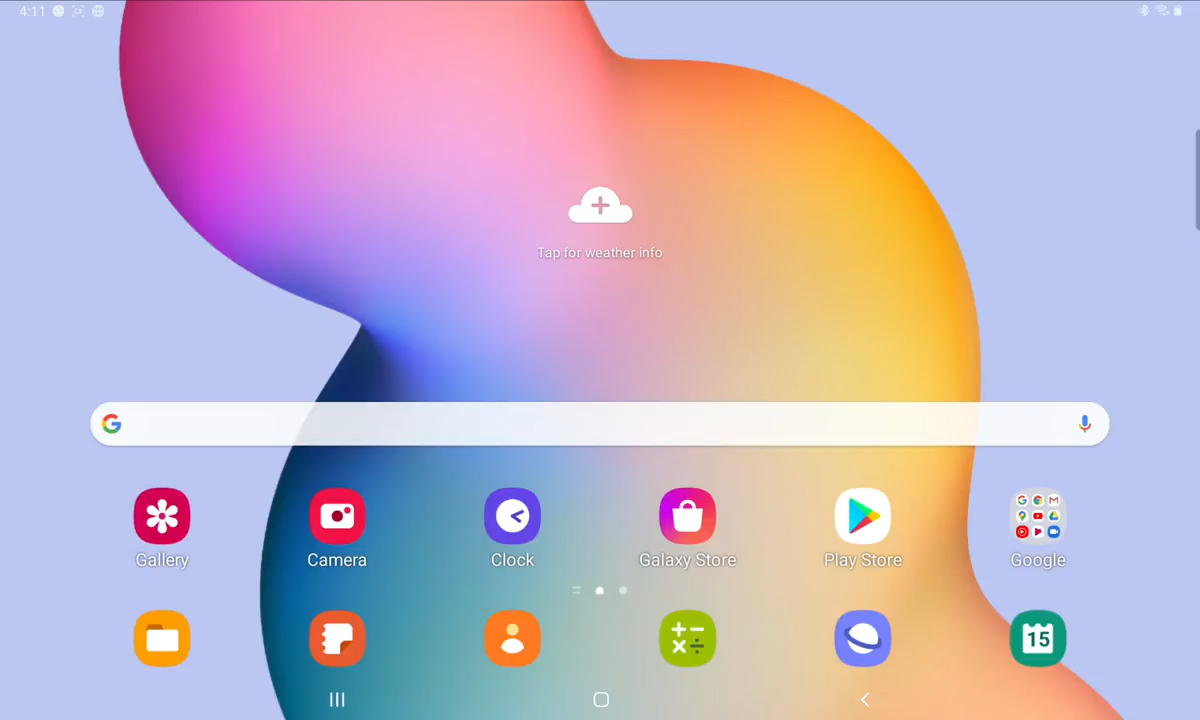 4:11
Tap for weather info
Gallery
Camera
Clock
Galaxy Store
Play Store
Google
15